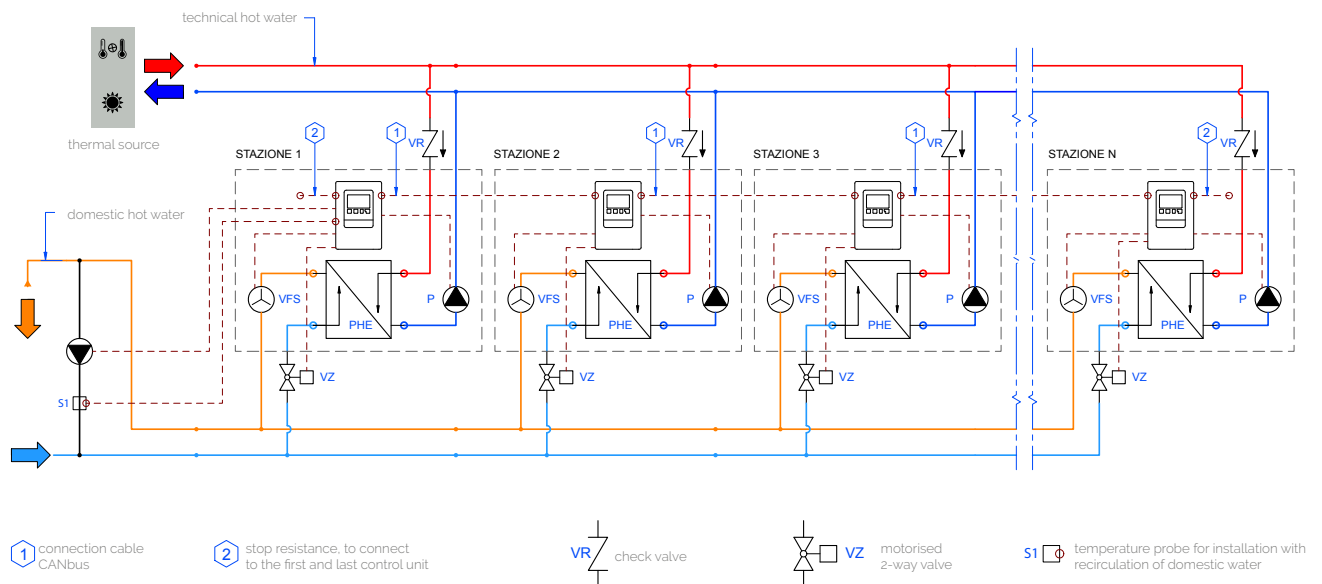 technical hot water
thermal source
2
1
VR
1
VR
1
VR
2
VR
STAZIONE 1
STAZIONE 2
STAZIONE 3
STAZIONE N
domestic hot water
VFS
P
VFS
P
VFS
P
VFS
P
PHE
PHE
PHE
PHE
VZ
VZ
VZ
VZ
S1
1
connection cable
CANbus
2
stop resistance, to connect
to the first and last control unit
VR
check valve
VZ
motorised
2-way valve
S1
temperature probe for installation with
recirculation of domestic water